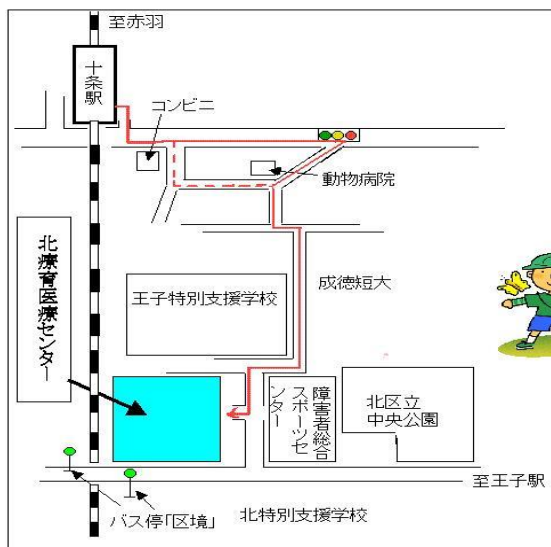 至赤羽
十条駅
コンビニ
動物病院
北療育医療センター
王子特別支援学校
成徳短大
障害者総合
スポーツセ
ンター
北区立
中央公園
至王子駅
バス停「区境」
北特別支援学校